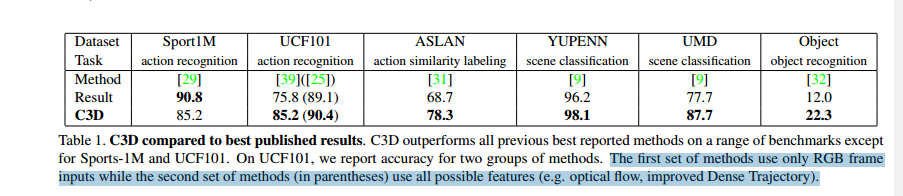 Dataset Sport1M UCF101 ASLAN YUPENN UMD Object
Task action recognition action recognition action similarity labeling scene classification scene classification object recognition
Method [29] [39]([25]) [31] [9] [9] [32]
Result 90.8 75.8 (89.1) 68.7 96.2 77.7 12.0
C3D 85.2 85.2 (90.4) 78.3 98.1 87.7 22.3
Table 1. C3D compared to best published results. C3D outperforms all previous best reported methods on a range of benchmarks except
for Sports-1M and UCF101. On UCF101, we report accuracy for two groups of methods. The first set of methods use only RGB frame
inputs while the second set of methods (in parentheses) use all possible features (e.g. optical flow, improved Dense Trajectory).